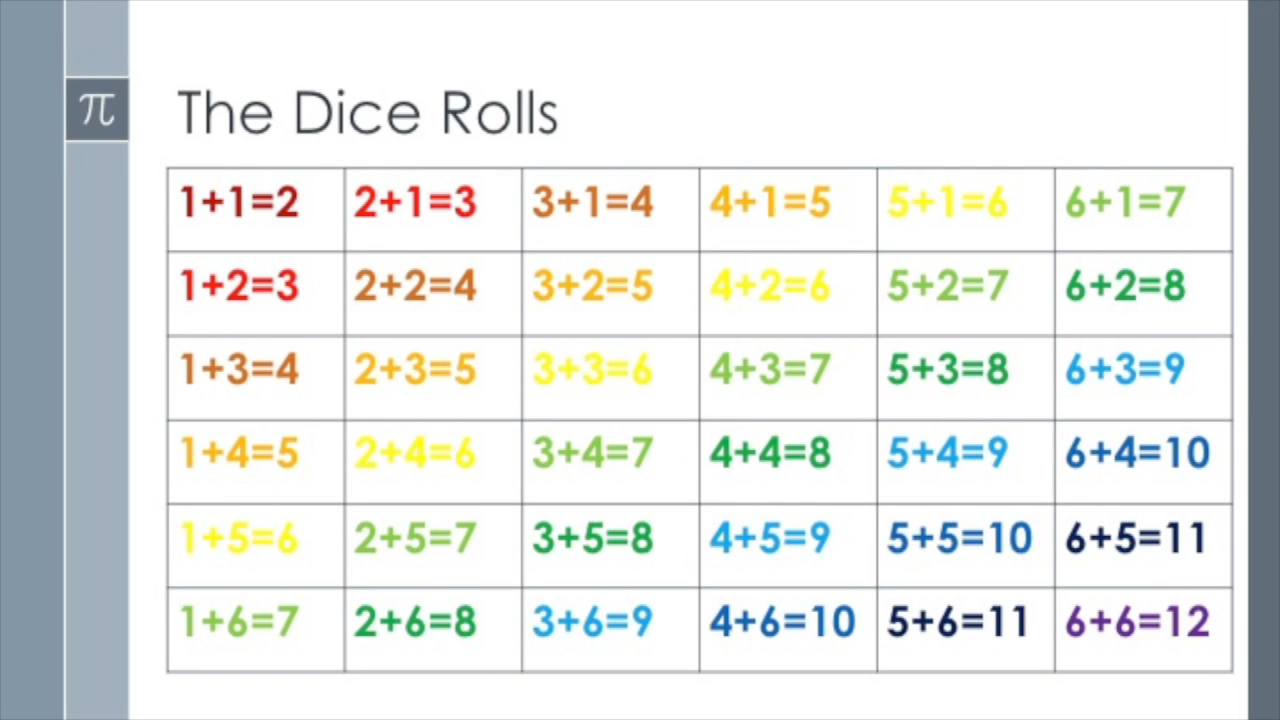 π
The Dice Rolls
1+1=2 2+1=3 3+1=4 4+1=5 5+1=6 6+1=7
1+2=3 2+2=4 3+2=5 4+2=6 5+2=7 6+2=8
1+3=4 2+3=5 3+3=6 4+3=7 5+3=8 6+3=9
1+4=5 2+4=6 3+4=7 4+4=8 5+4=9 6+4=10
1+5=6 2+5=7 3+5=8 4+5=9 5+5=10 6+5=11
1+6=7 2+6=8 3+6=9 4+6=10 5+6=11 6+6=12